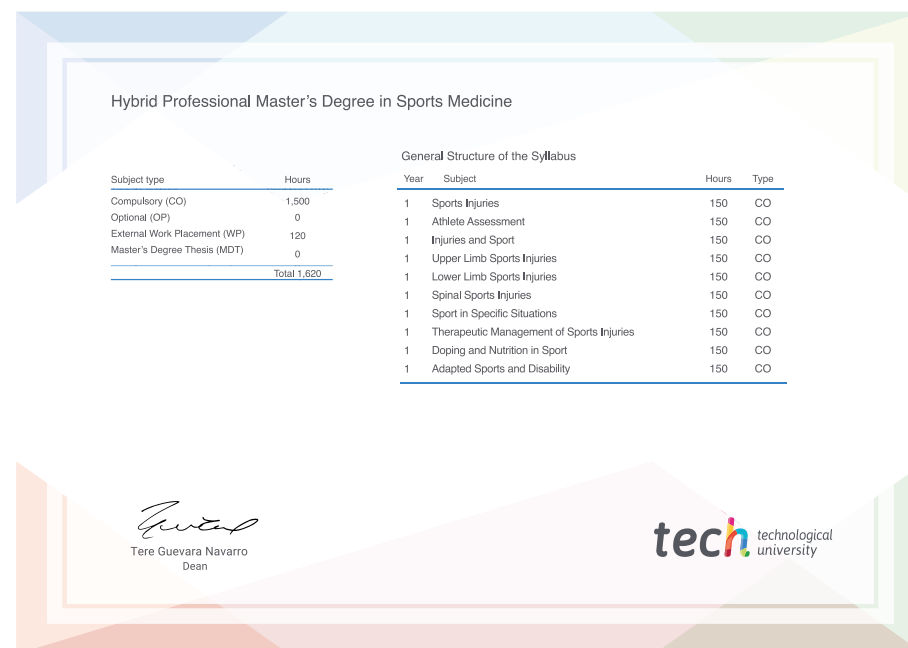 Hybrid Professional Master's Degree in Sports Medicine
Subject type Hours
Compulsory (CO) 1,500
Optional (OP) 0
External Work Placement (WP) 120
Master's Degree Thesis (MDT) 0
Total 1,620
General Structure of the Syllabus
Year Subject Hours Type
1 Sports Injuries 150 CO
1 Athlete Assessment 150 CO
1 Injuries and Sport 150 CO
1 Upper Limb Sports Injuries 150 CO
1 Lower Limb Sports Injuries 150 CO
1 Spinal Sports Injuries 150 CO
1 Sport in Specific Situations 150 CO
1 Therapeutic Management of Sports Injuries 150 CO
1 Doping and Nutrition in Sport 150 CO
1 Adapted Sports and Disability 150 CO
Tere Guevara Navarro
Dean
tech technological
university